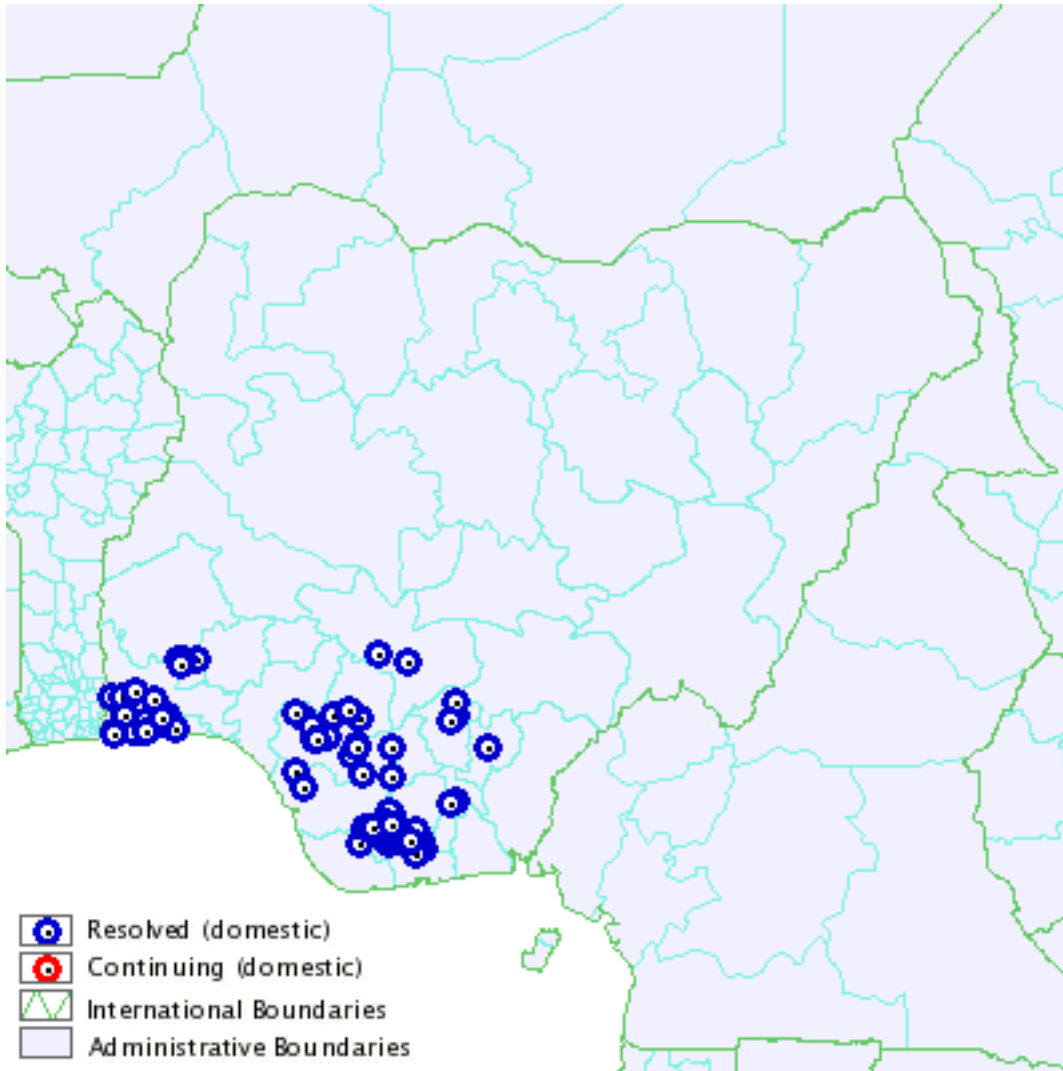 Resolved (domestic)
Continuing (domestic)
International Boundaries
Administrative Boundaries